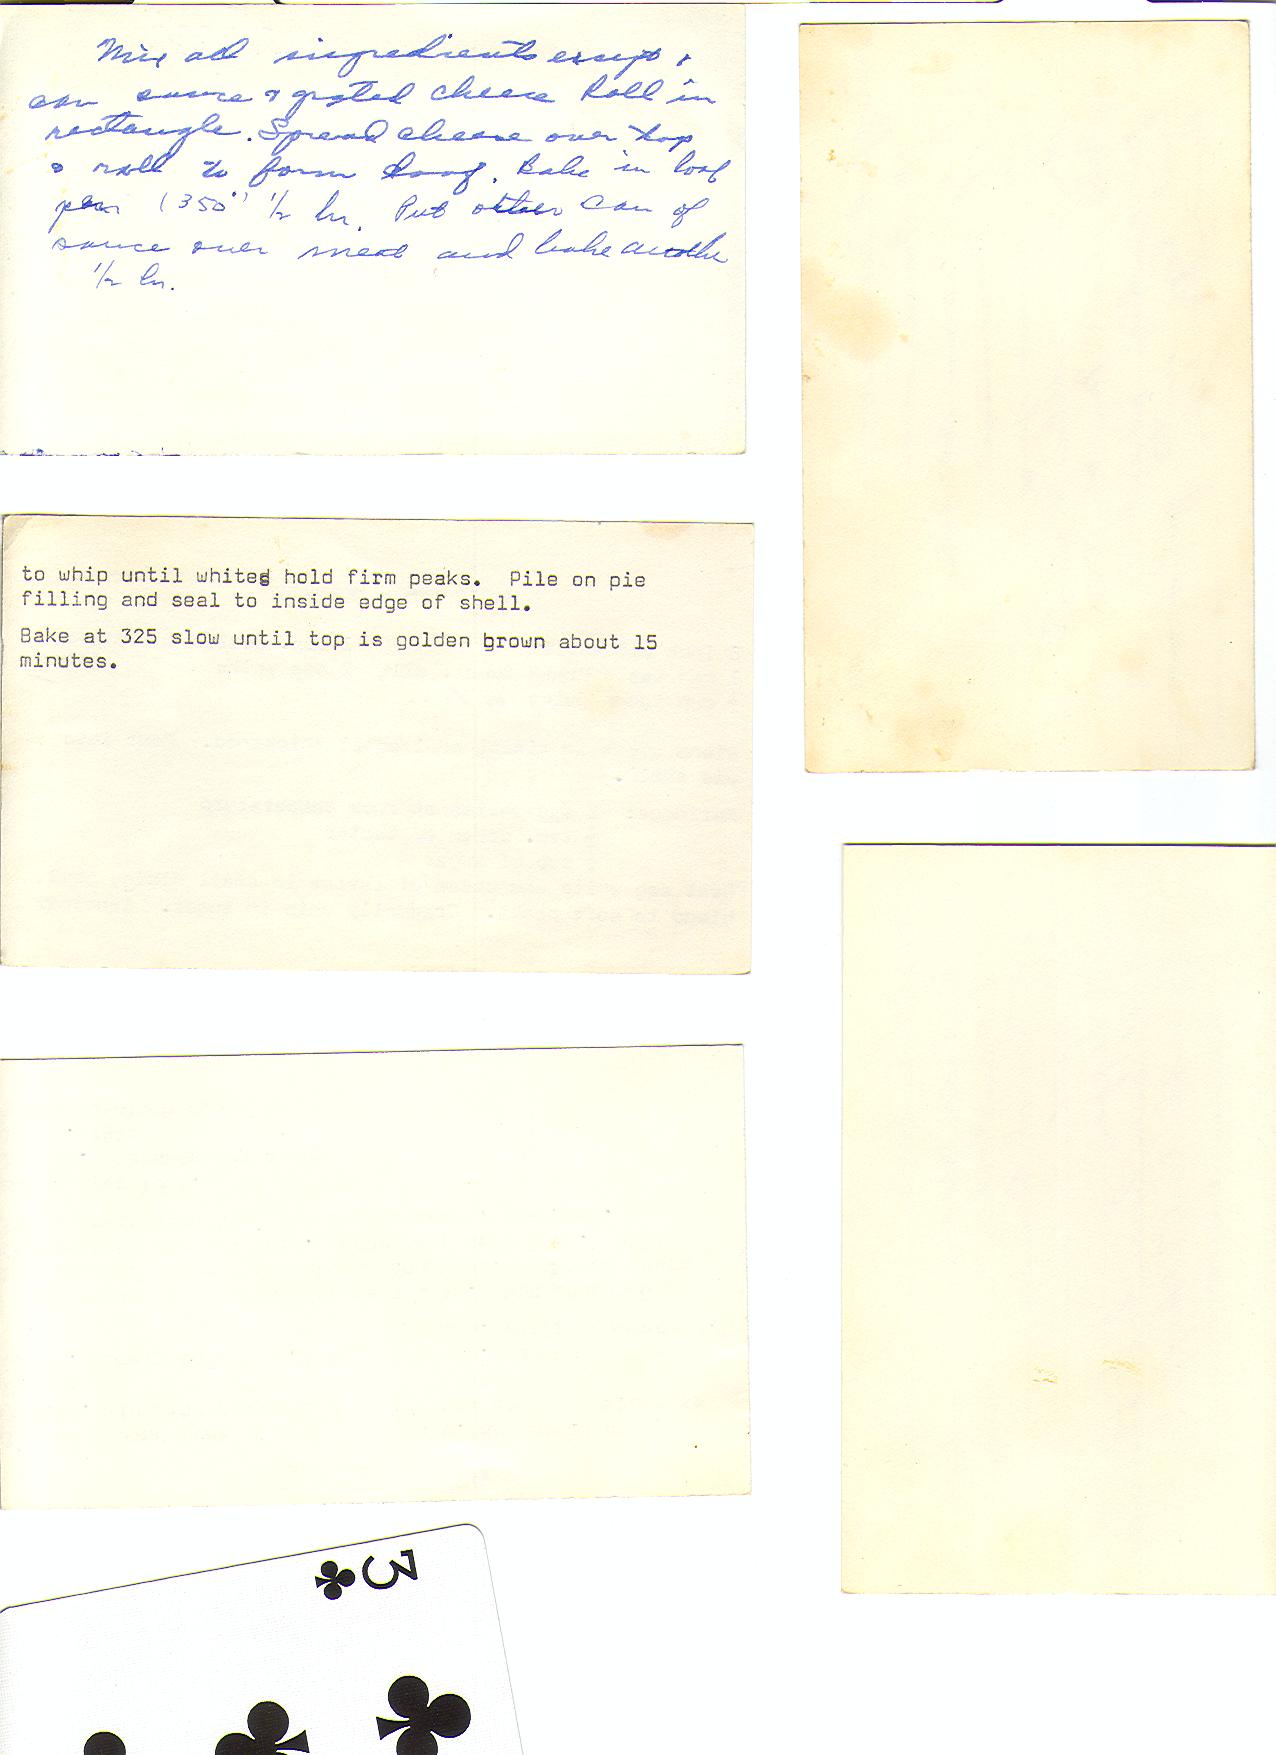 Mix all ingredients except 1
can sauce & grated cheese Roll in
rectangle. Spread cheese over top
& roll to form loaf. Bake in loaf
pan (350°) 1/2 hr. Put other can of
sauce over meat and bake another
1/2 hr.
to whip until whites hold firm peaks.  Pile on pie
filling and seal to inside edge of shell.
Bake at 325 slow until top is golden brown about 15
minutes.
3